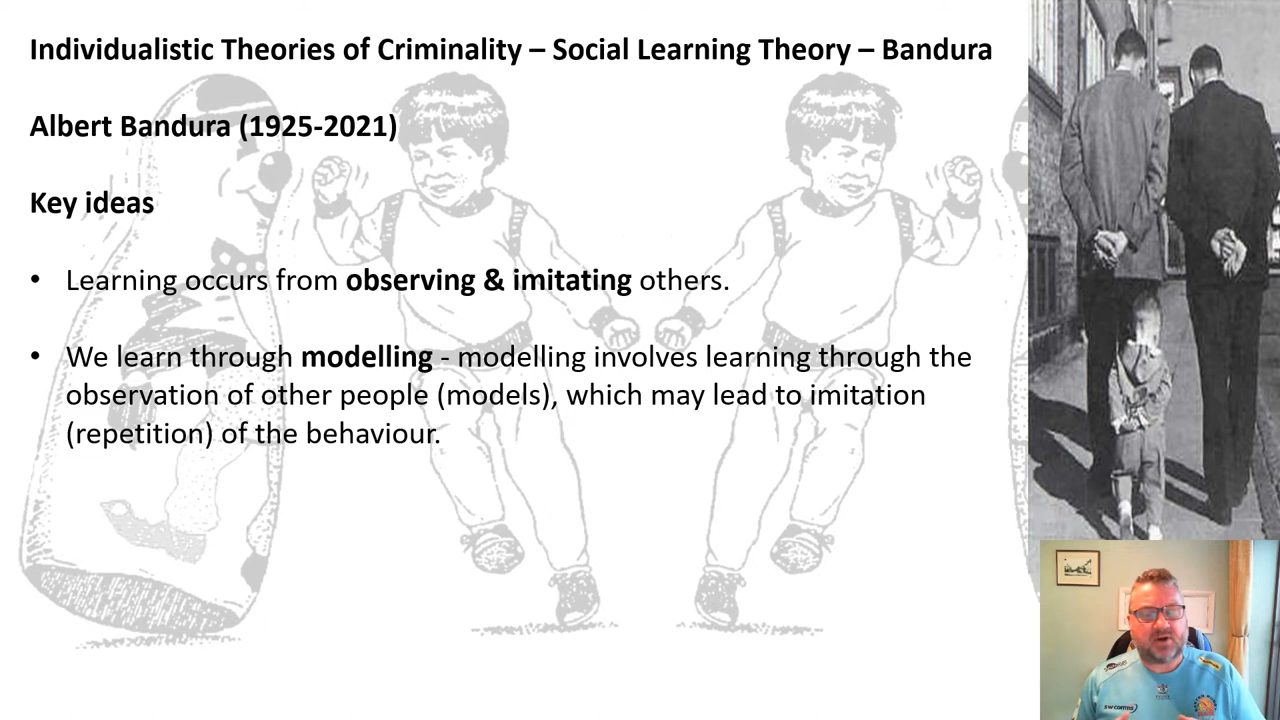 Individualistic Theories of Criminality – Social Learning Theory – Bandura
Albert Bandura (1925-2021)
Key ideas
• Learning occurs from observing & imitating others.
• We learn through modelling - modelling involves learning through the
observation of other people (models), which may lead to imitation
(repetition) of the behaviour.
swcomms